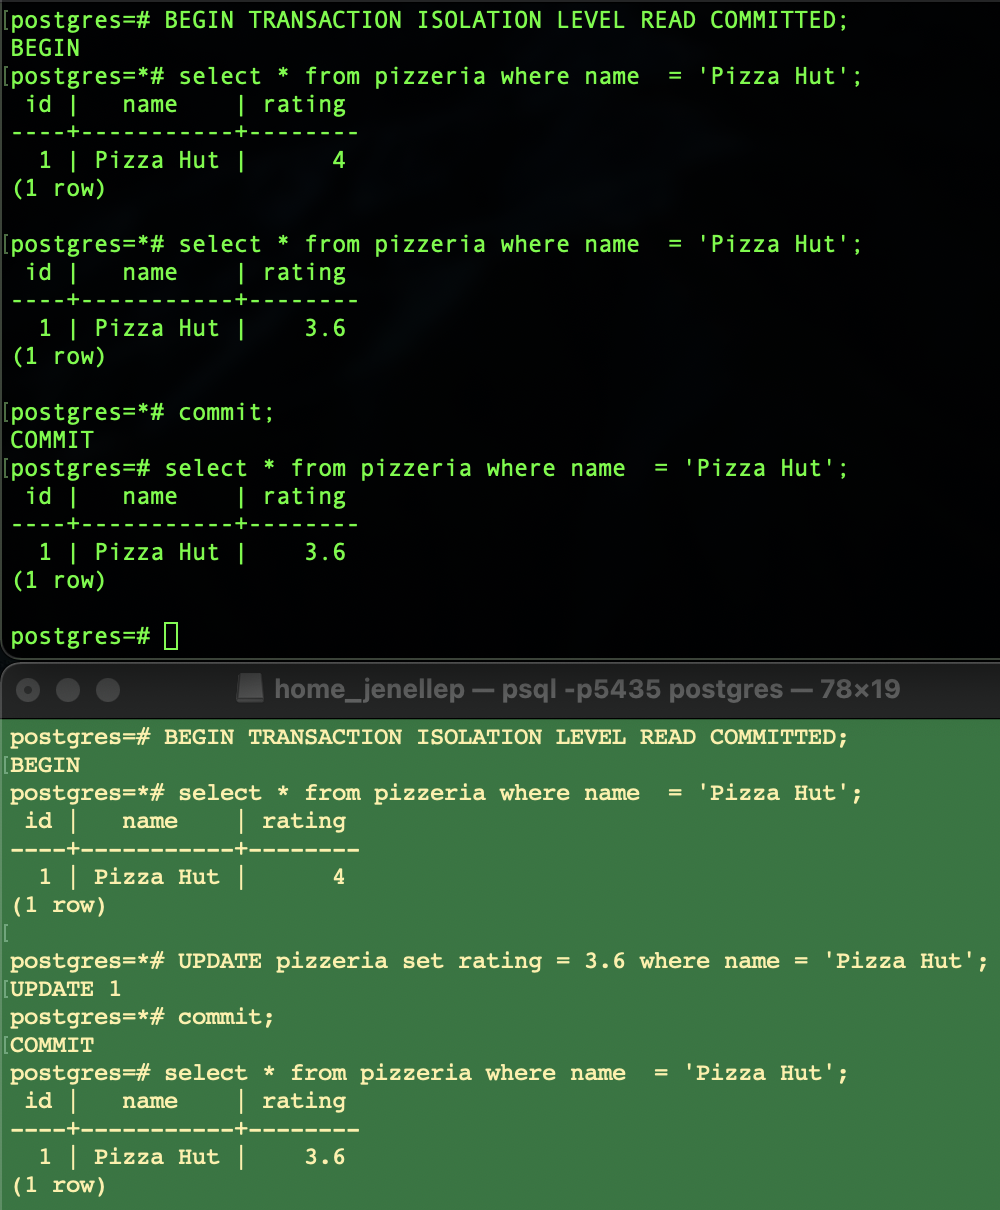 postgres=# BEGIN TRANSACTION ISOLATION LEVEL READ COMMITTED;
BEGIN
postgres=*# select * from pizzeria where name  = 'Pizza Hut';
 id |   name    | rating
----+-----------+--------
  1 | Pizza Hut |      4
(1 row)

postgres=*# select * from pizzeria where name  = 'Pizza Hut';
 id |   name    | rating
----+-----------+--------
  1 | Pizza Hut |    3.6
(1 row)

postgres=*# commit;
COMMIT
postgres=# select * from pizzeria where name  = 'Pizza Hut';
 id |   name    | rating
----+-----------+--------
  1 | Pizza Hut |    3.6
(1 row)

postgres=#
home_jenellep — psql -p5435 postgres — 78×19
postgres=# BEGIN TRANSACTION ISOLATION LEVEL READ COMMITTED;
BEGIN
postgres=*# select * from pizzeria where name  = 'Pizza Hut';
 id |   name    | rating
----+-----------+--------
  1 | Pizza Hut |      4
(1 row)

postgres=*# UPDATE pizzeria set rating = 3.6 where name = 'Pizza Hut';
UPDATE 1
postgres=*# commit;
COMMIT
postgres=# select * from pizzeria where name  = 'Pizza Hut';
 id |   name    | rating
----+-----------+--------
  1 | Pizza Hut |    3.6
(1 row)